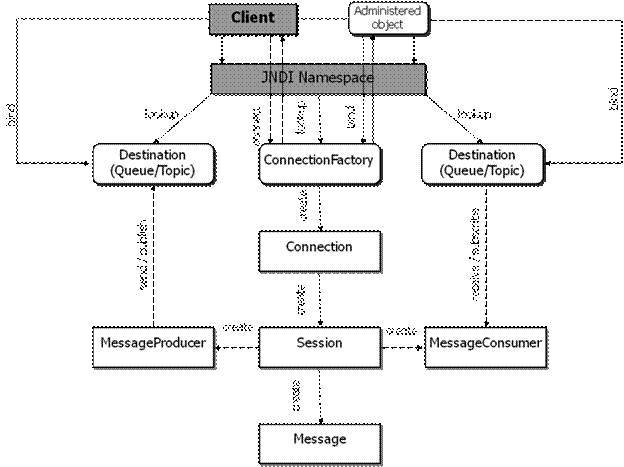 Client
Administered
object
JNDI Namespace
bind
lookup
connect
lookup
bind
lookup
bind
Destination
(Queue/Topic)
ConnectionFactory
Destination
(Queue/Topic)
create
send / publish
Connection
receive / subscribe
create
MessageProducer
create
Session
create
MessageConsumer
create
Message